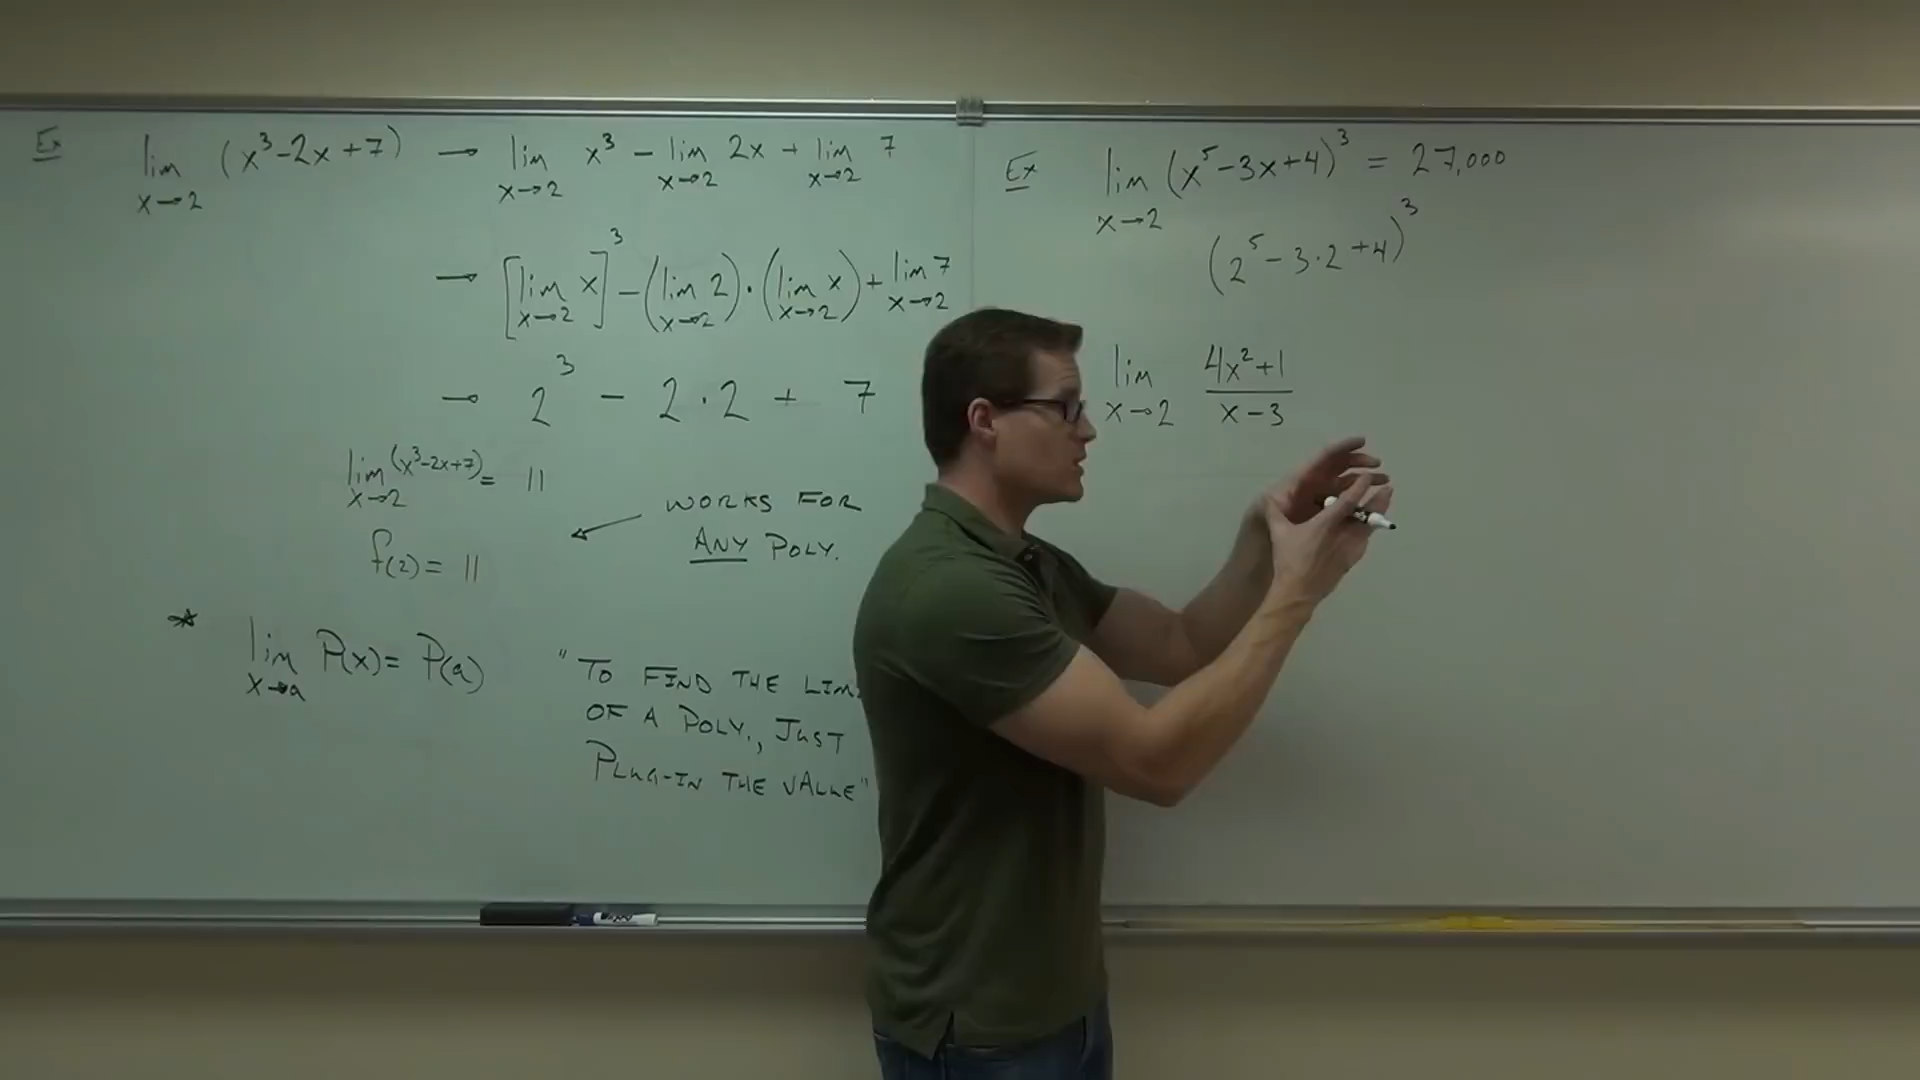 Ex lim x→2 (x³-2x+7) → lim x→2 x³ - lim x→2 2x + lim x→2 7
→ [lim x→2 x]³ - (lim x→2 2)·(lim x→2 x) + lim x→2 7
→ 2³ - 2·2 + 7
lim x→2 (x³-2x+7) = 11
WORKS FOR
ANY POLY.
f(2) = 11
* lim x→a P(x) = P(a)
"TO FIND THE
OF A POLY., JUST
PLUG-IN THE VALUE"
Ex lim x→2 (x⁵-3x+4)³ = 27,000
(2⁵-3·2+4)³
lim x→2 (4x²+1)/(x-3)